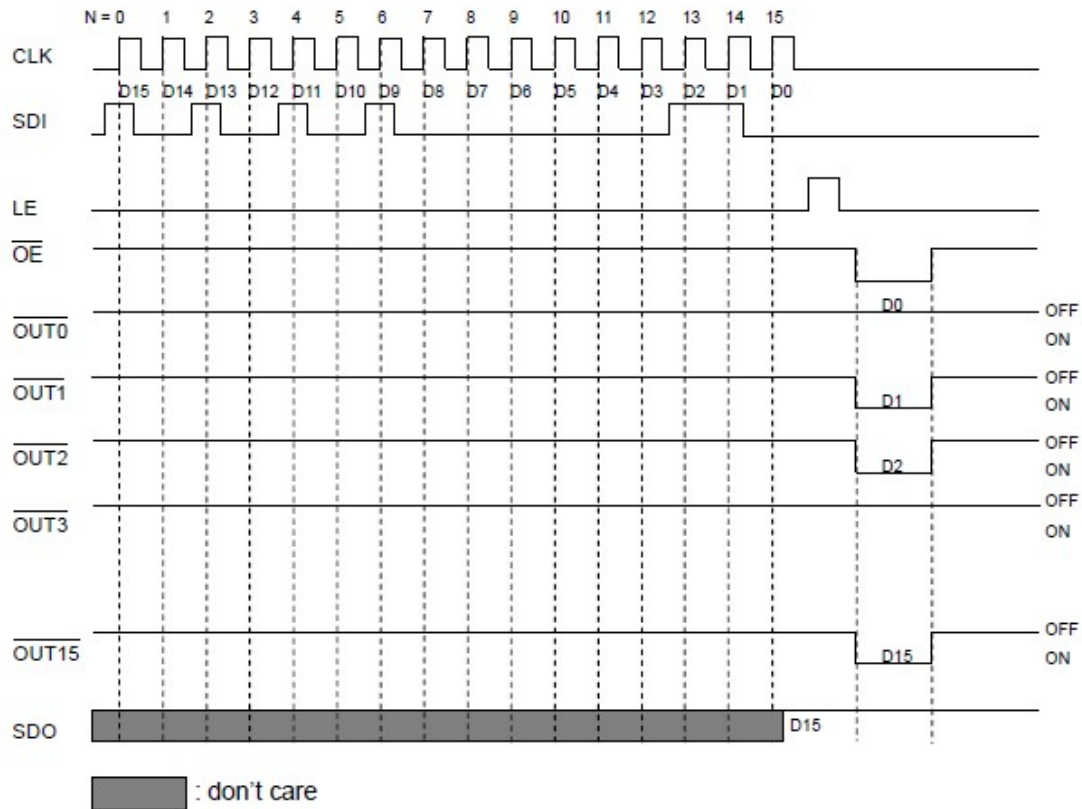 N = 0 1 2 3 4 5 6 7 8 9 10 11 12 13 14 15
CLK
D15 D14 D13 D12 D11 D10 D9 D8 D7 D6 D5 D4 D3 D2 D1 D0
SDI
LE
OE
D0
OFF
OUT0
ON
OFF
OUT1
D1
ON
OFF
OUT2
D2
ON
OFF
OUT3
ON
OFF
OUT15
D15
ON
SDO
D15
: don't care